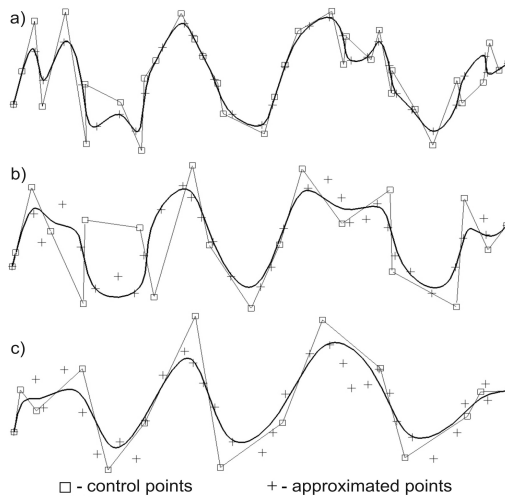 a)
b)
c)
□ - control points
+ - approximated points